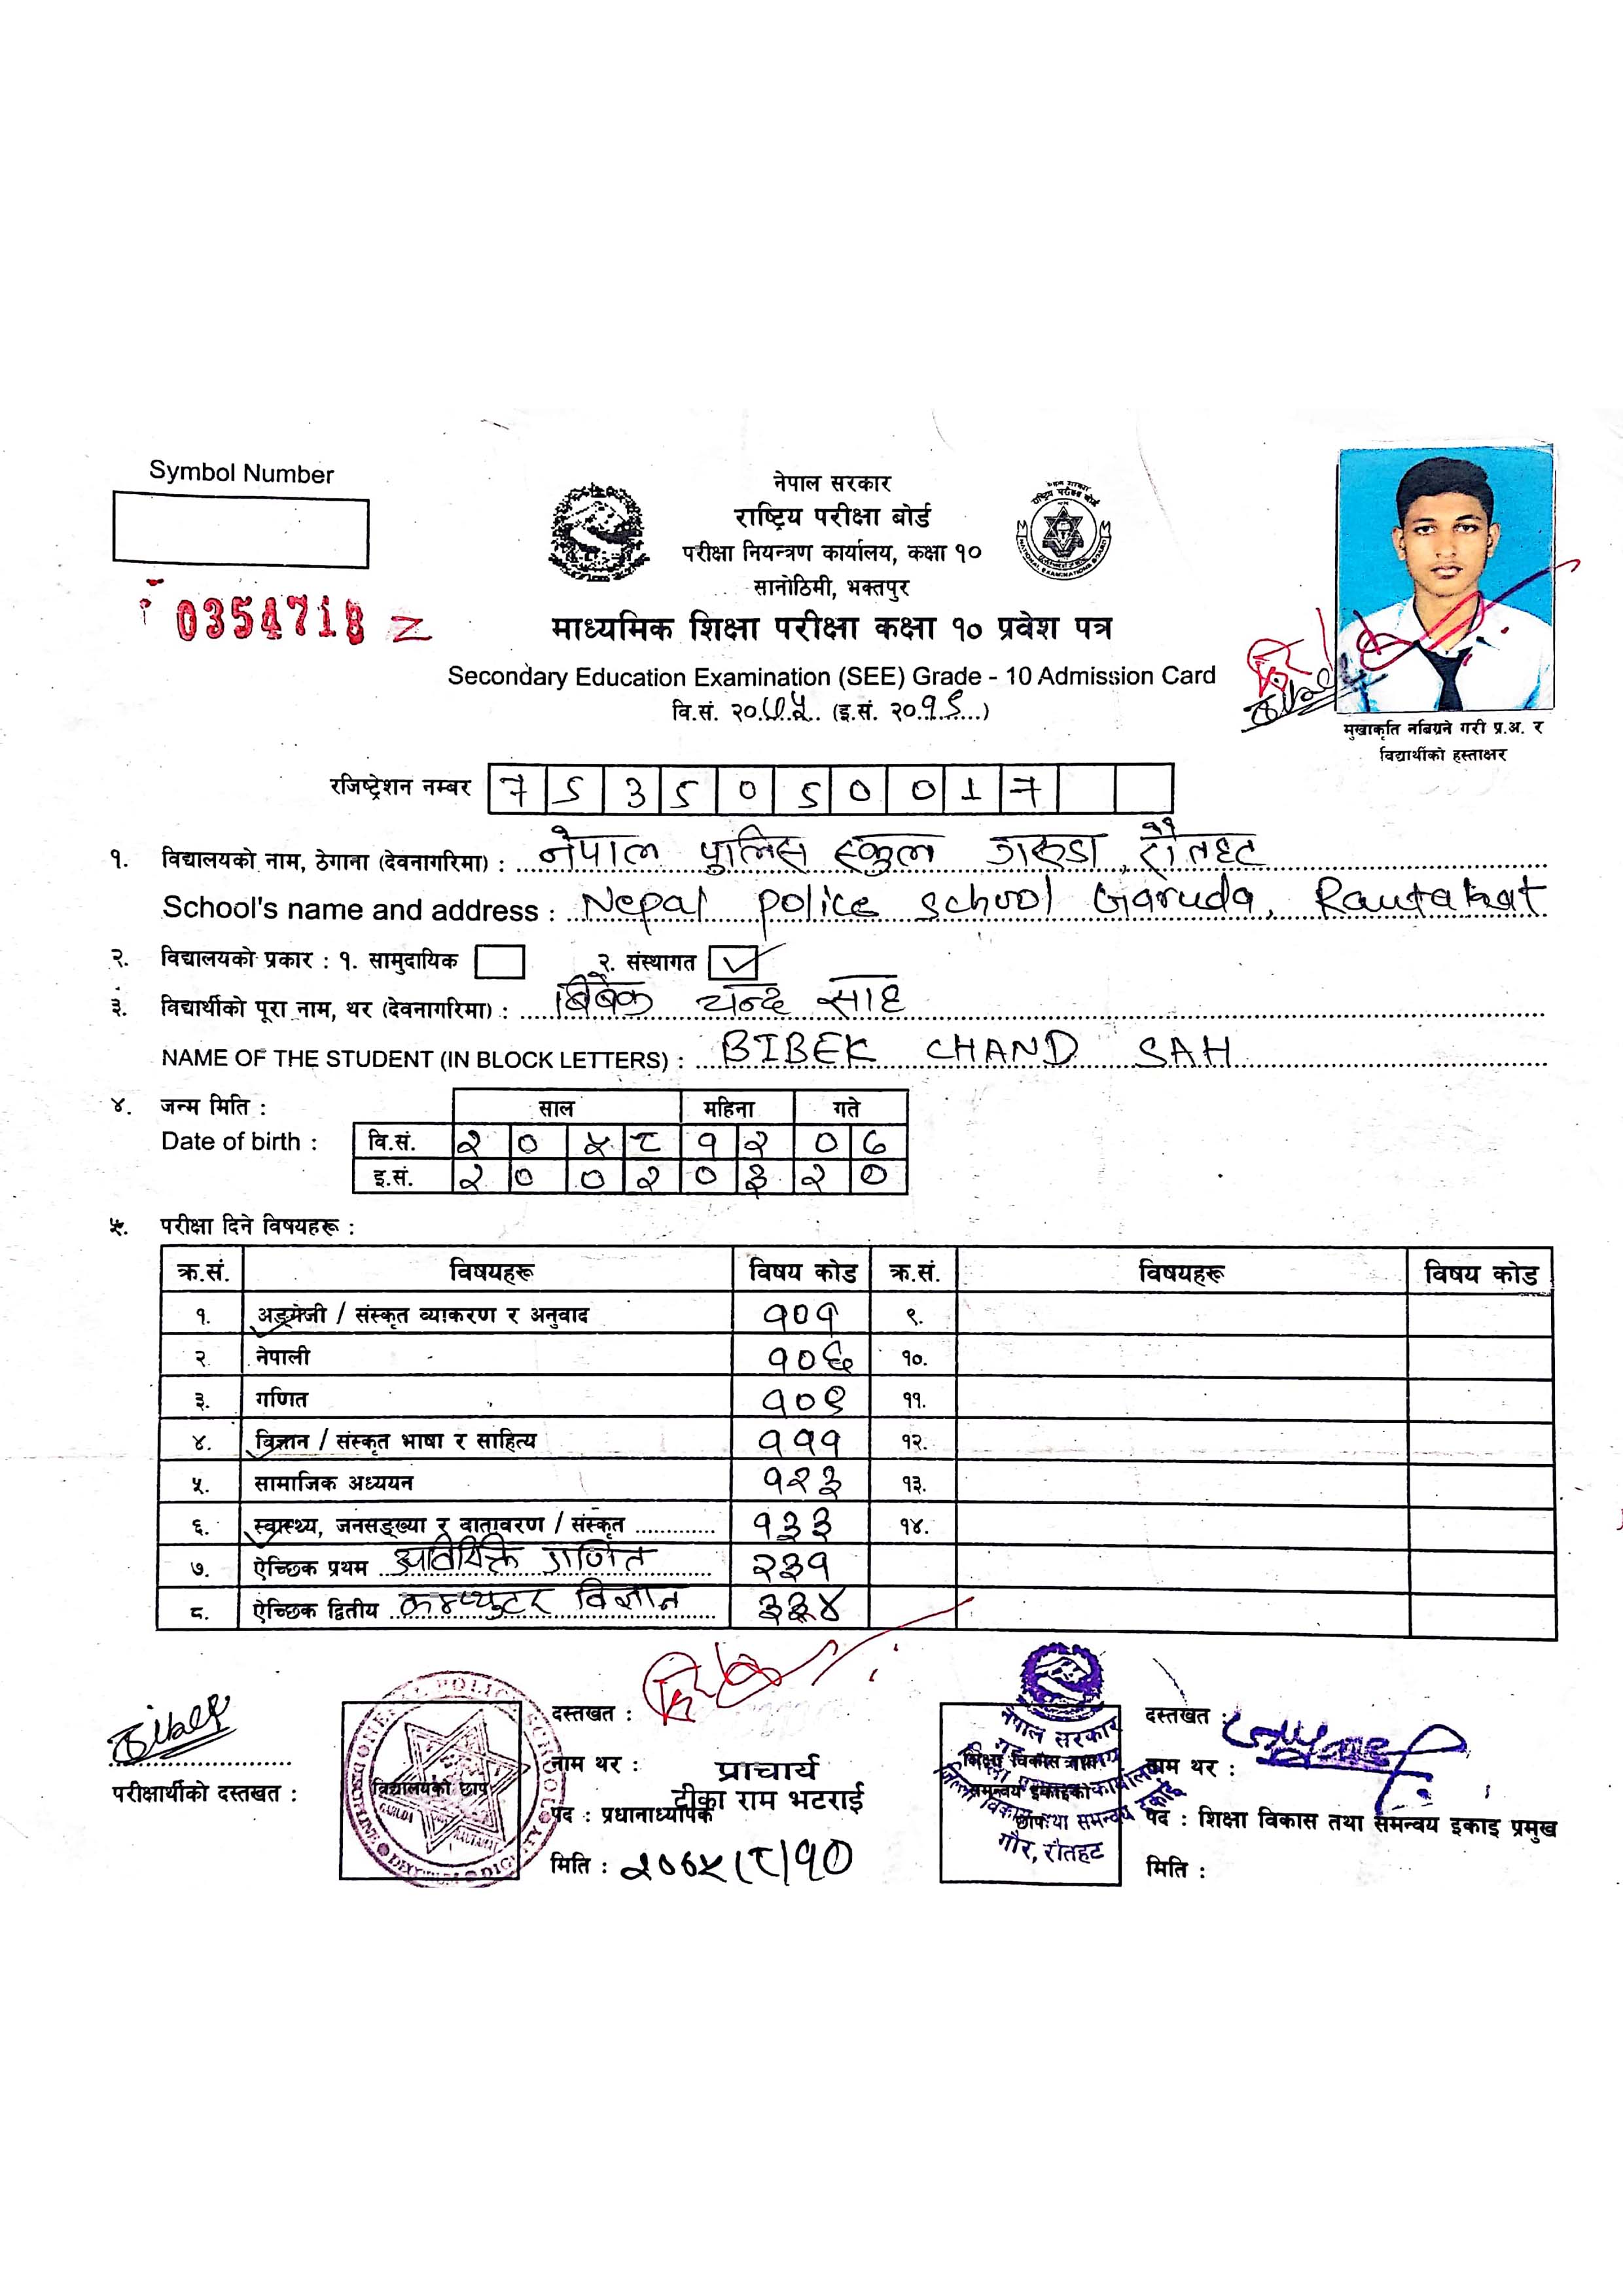 Symbol Number
0354718 Z
नेपाल सरकार
राष्ट्रिय परीक्षा बोर्ड
परीक्षा नियन्त्रण कार्यालय, कक्षा १०
सानोठिमी, भक्तपुर
माध्यमिक शिक्षा परीक्षा कक्षा १० प्रवेश पत्र
Secondary Education Examination (SEE) Grade - 10 Admission Card
वि.सं. २०७५ (इ.सं. २०१९)
मुखाकृति नबिग्रने गरी प्र.अ. र
विद्यार्थीको हस्ताक्षर
रजिष्ट्रेशन नम्बर 7 5 3 5 0 5 0 0 1 7
१. विद्यालयको नाम, ठेगाना (देवनागरिमा) : नेपाल पुलिस स्कुल गरुडा, रौतहट
School's name and address : Nepal police school Garuda, Rautahat
२. विद्यालयको प्रकार : १. सामुदायिक २. संस्थागत ✓
३. विद्यार्थीको पूरा नाम, थर (देवनागरिमा) : बिबेक चन्द साह
NAME OF THE STUDENT (IN BLOCK LETTERS) : BIBEK CHAND SAH
४. जन्म मिति : साल महिना गते
Date of birth : वि.सं. २ ० ५ ८ १ २ ० ७
इ.सं. २ ० ० २ ० ३ २ ०
५. परीक्षा दिने विषयहरू :
क्र.सं. विषयहरू विषय कोड क्र.सं. विषयहरू विषय कोड
१. अङ्ग्रेजी / संस्कृत व्याकरण र अनुवाद १०१ ९.
२. नेपाली १०६ १०.
३. गणित १०९ ११.
४. विज्ञान / संस्कृत भाषा र साहित्य १११ १२.
५. सामाजिक अध्ययन १२३ १३.
६. स्वास्थ्य, जनसङ्ख्या र वातावरण / संस्कृत १३३ १४.
७. ऐच्छिक प्रथम गणित २३१
८. ऐच्छिक द्वितीय कम्प्युटर विज्ञान ३३४
परीक्षार्थीको दस्तखत :
विद्यालयको छाप
दस्तखत :
नाम थर : प्राचार्य
टीका राम भटराई
पद : प्रधानाध्यापक
मिति : २०७५/८/१०
नेपाल सरकार
शिक्षा विकास तथा
समन्वय इकाइको
छाप
गौर, रौतहट
दस्तखत :
नाम थर :
पद : शिक्षा विकास तथा समन्वय इकाइ प्रमुख
मिति :